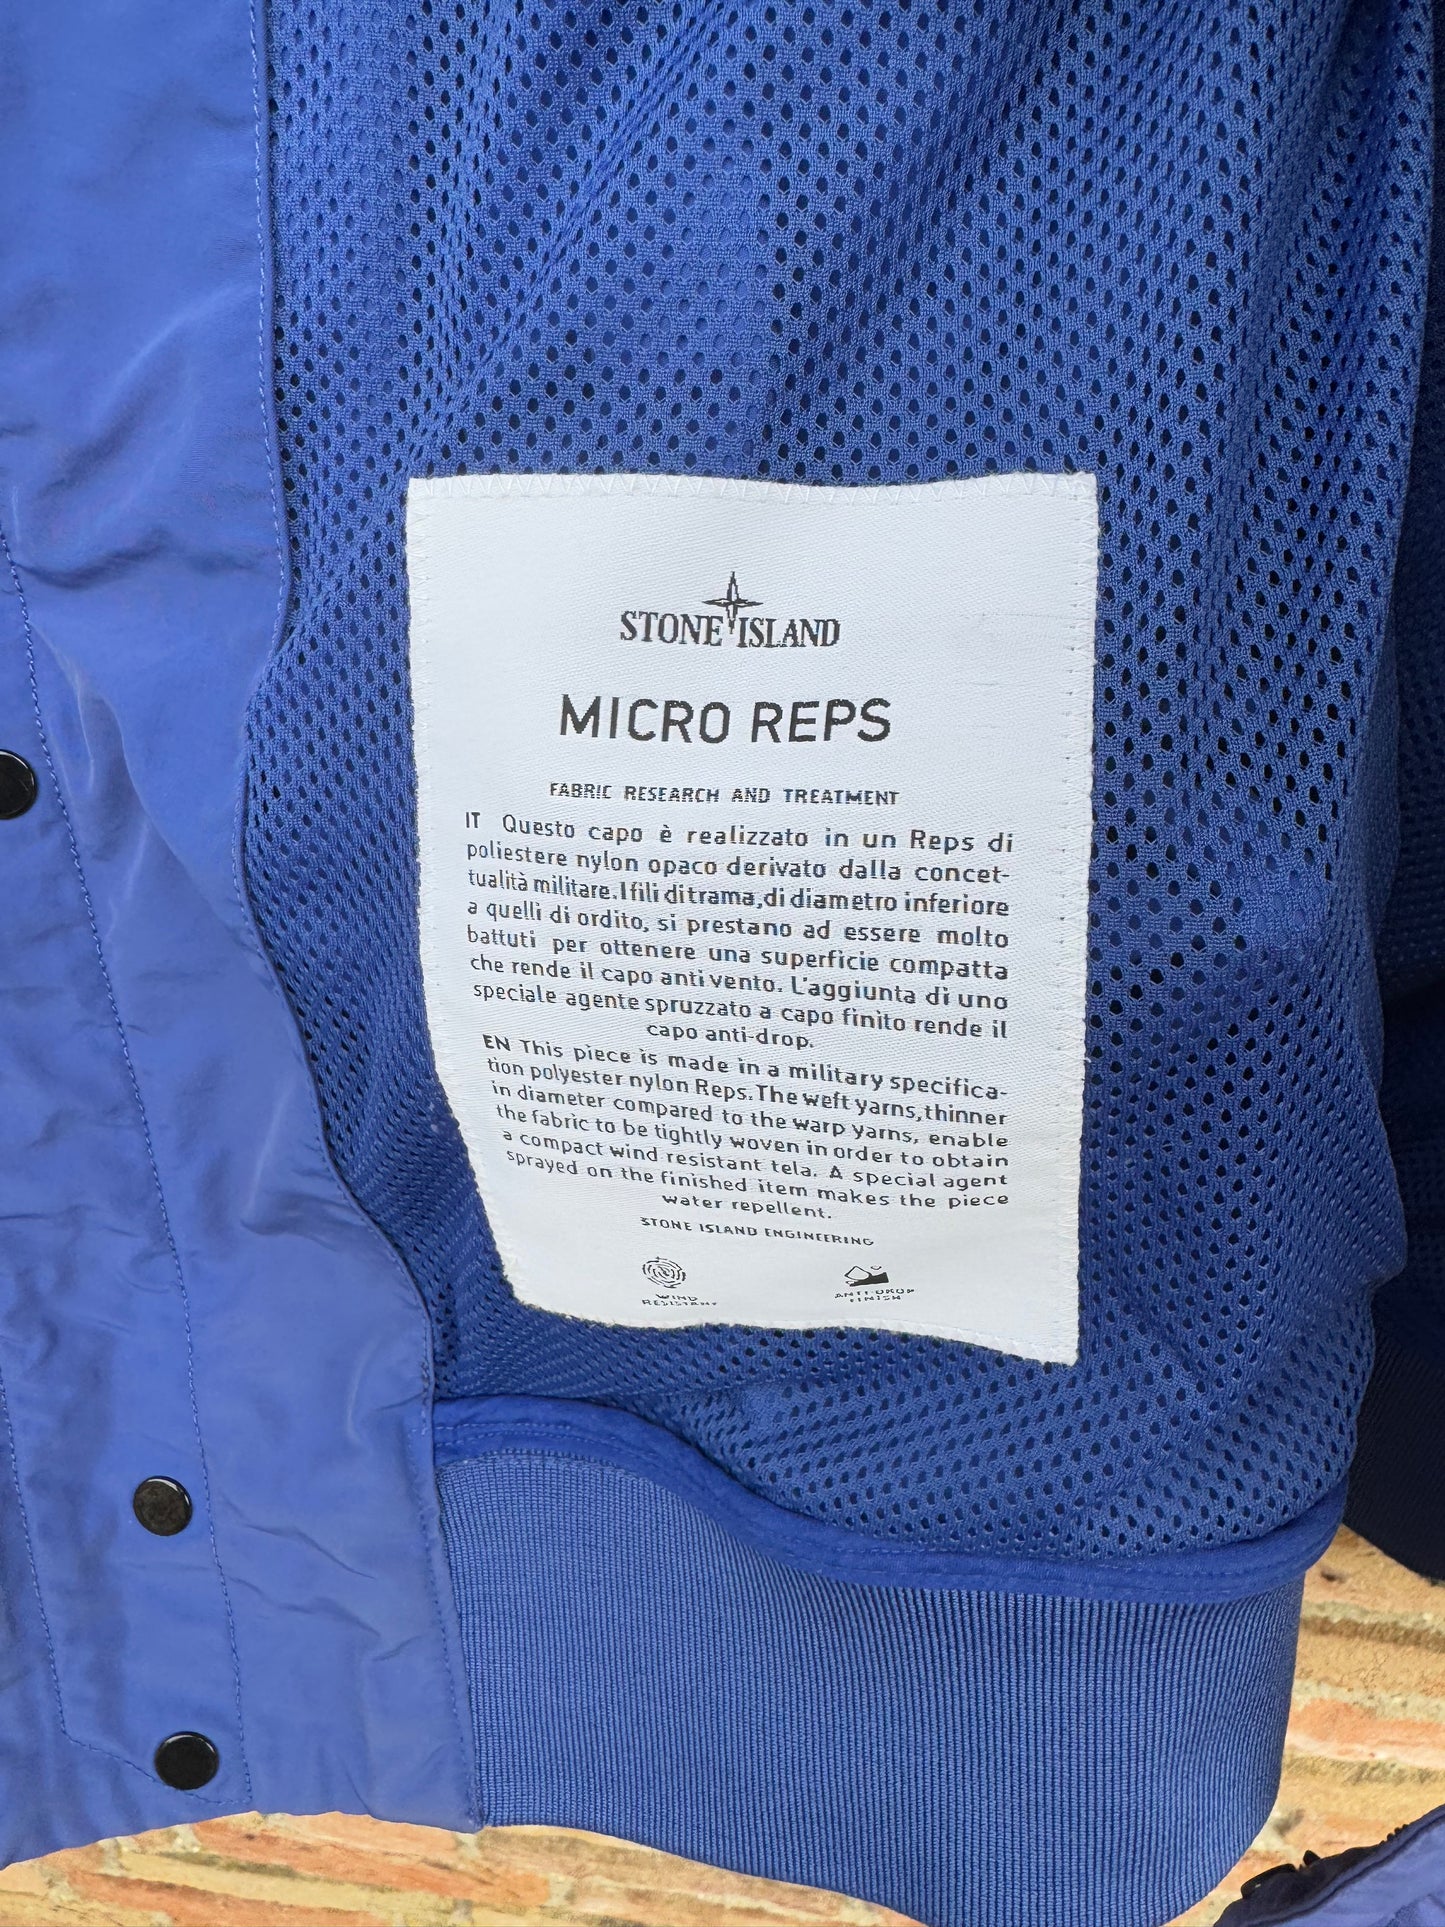 STONE ISLAND
MICRO REPS
FABRIC RESEARCH AND TREATMENT
IT Questo capo è realizzato in un Reps di
poliestere nylon opaco derivato dalla concet-
tualità militare. I fili di trama, di diametro inferiore
a quelli di ordito, si prestano ad essere molto
battuti per ottenere una superficie compatta
che rende il capo anti vento. L'aggiunta di uno
speciale agente spruzzato a capo finito rende il
capo anti-drop.
EN This piece is made in a military specifica-
tion polyester nylon Reps. The weft yarns, thinner
in diameter compared to the warp yarns, enable
the fabric to be tightly woven in order to obtain
a compact wind resistant tela. A special agent
sprayed on the finished item makes the piece
water repellent.
STONE ISLAND ENGINEERING
WIND ANTI-DROP
RESISTANT FINISH